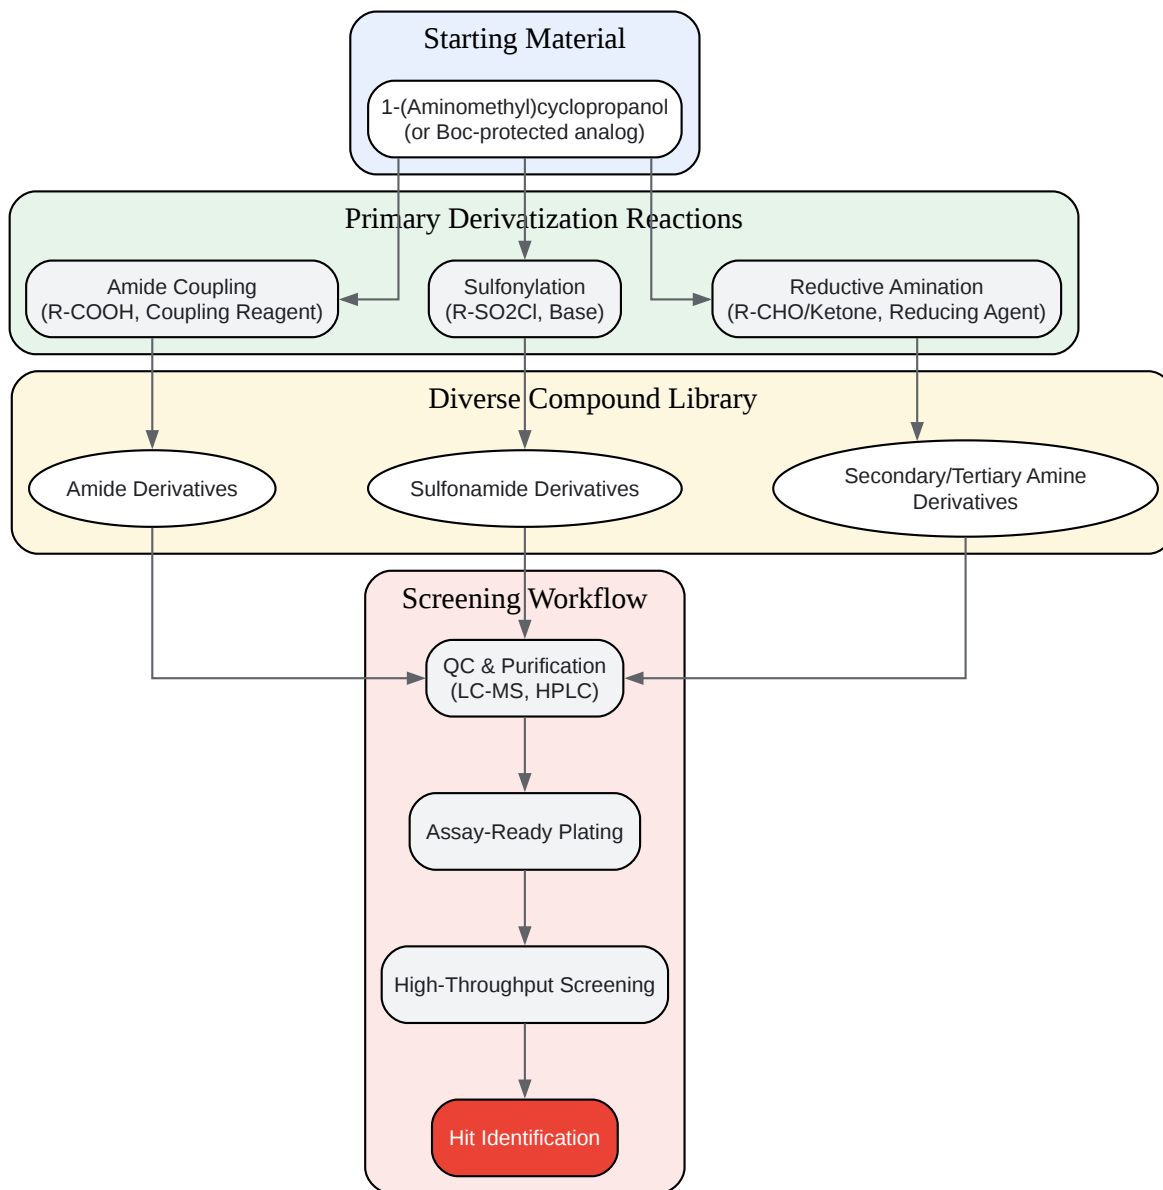 Starting Material
1-(Aminomethyl)cyclopropanol
(or Boc-protected analog)
Primary Derivatization Reactions
Amide Coupling
(R-COOH, Coupling Reagent)
Sulfonylation
(R-SO2Cl, Base)
Reductive Amination
(R-CHO/Ketone, Reducing Agent)
Diverse Compound Library
Amide Derivatives
Sulfonamide Derivatives
Secondary/Tertiary Amine
Derivatives
Screening Workflow
QC & Purification
(LC-MS, HPLC)
Assay-Ready Plating
High-Throughput Screening
Hit Identification